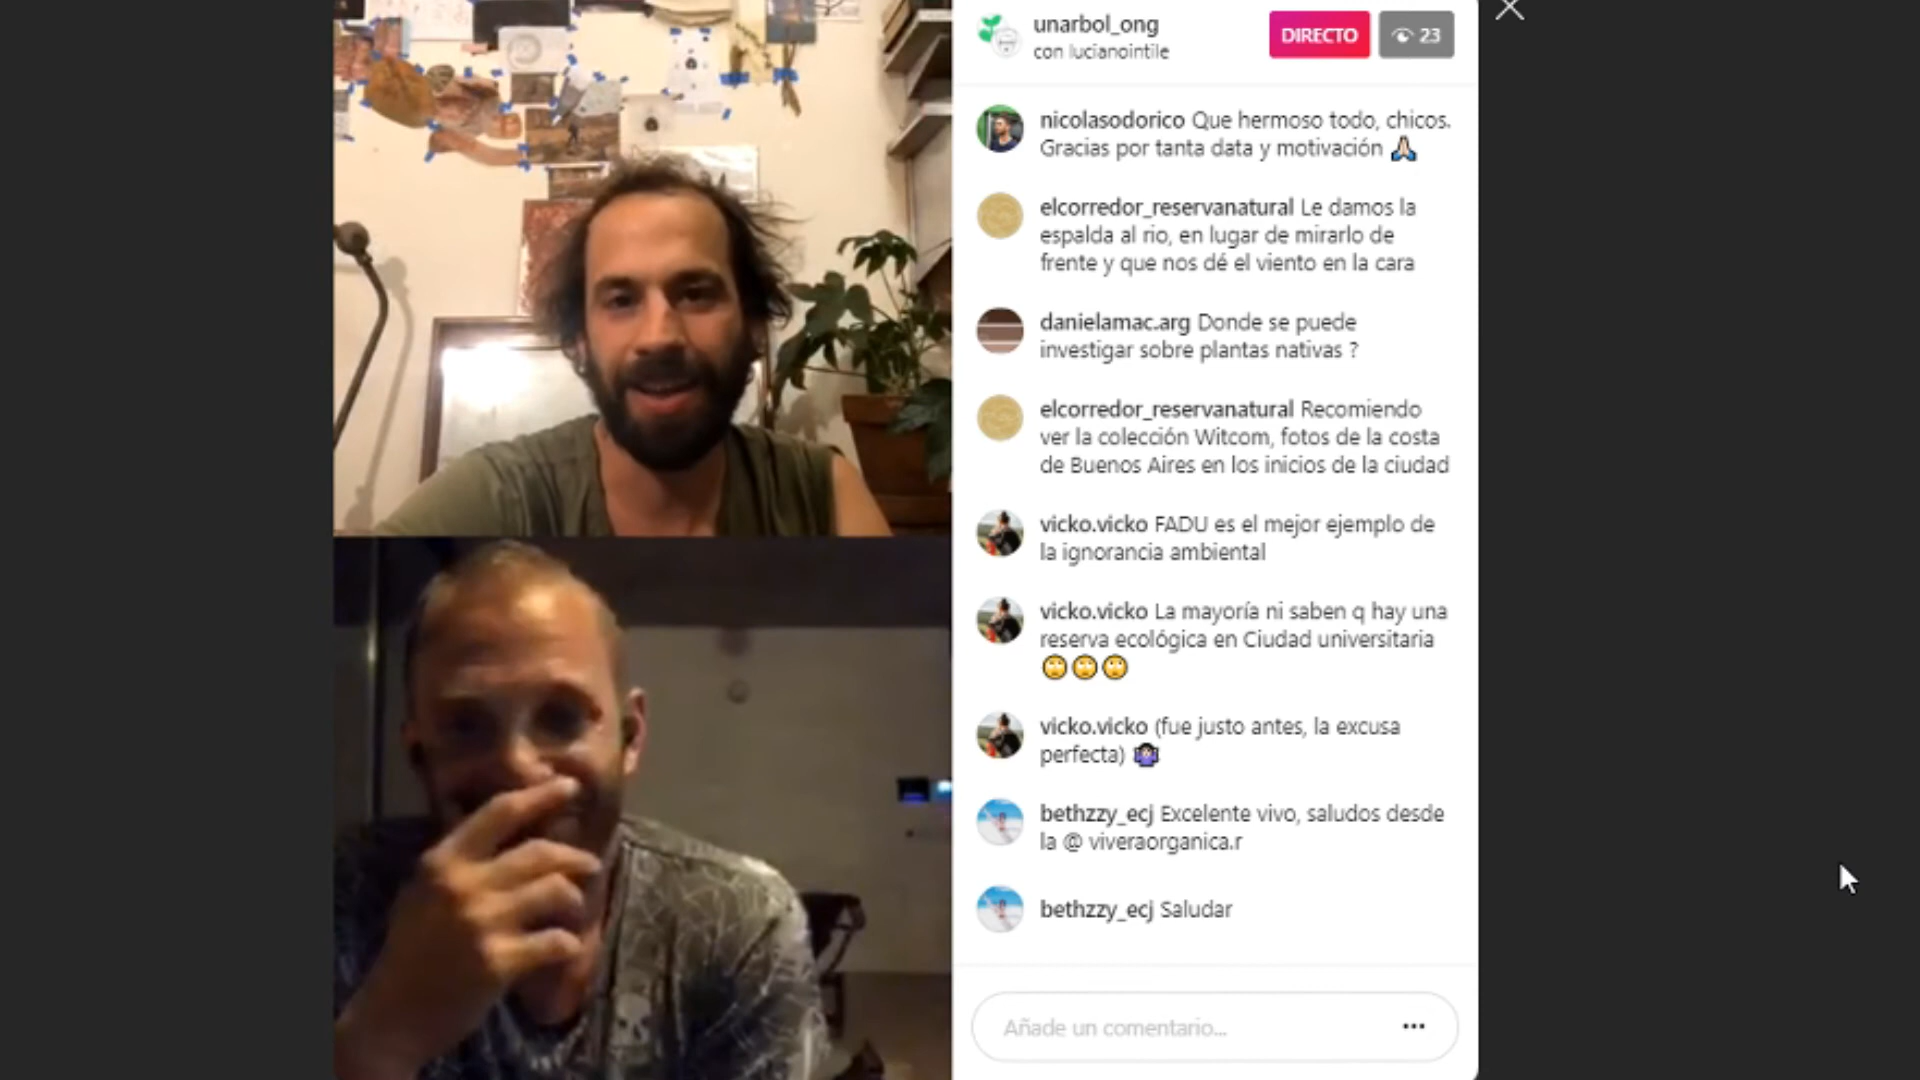 unarbol_ong
con lucianointile
DIRECTO
23
nicolasodorico Que hermoso todo, chicos.
Gracias por tanta data y motivación
elcorredor_reservanatural Le damos la
espalda al rio, en lugar de mirarlo de
frente y que nos dé el viento en la cara
danielamac.arg Donde se puede
investigar sobre plantas nativas ?
elcorredor_reservanatural Recomiendo
ver la colección Witcom, fotos de la costa
de Buenos Aires en los inicios de la ciudad
vicko.vicko FADU es el mejor ejemplo de
la ignorancia ambiental
vicko.vicko La mayoría ni saben q hay una
reserva ecológica en Ciudad universitaria
🙄🙄🙄
vicko.vicko (fue justo antes, la excusa
perfecta)
bethzzy_ecj Excelente vivo, saludos desde
la @ viveraorganica.r
bethzzy_ecj Saludar
Añade un comentario...